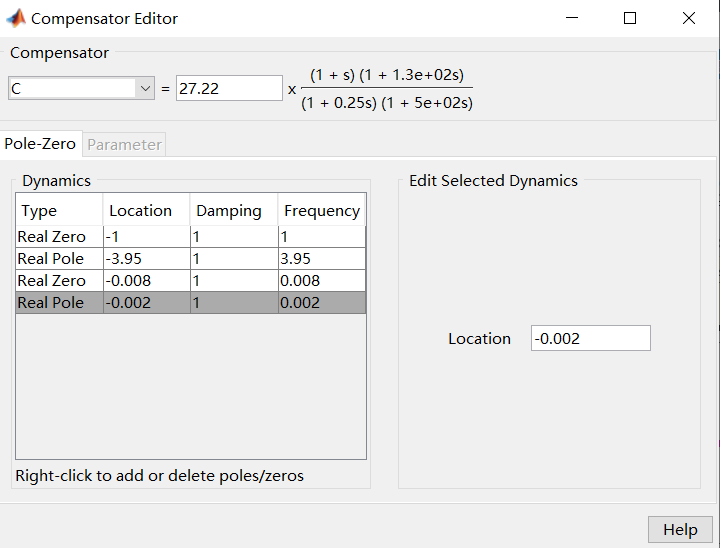 Compensator Editor
Compensator
C = 27.22 x (1 + s) (1 + 1.3e+02s)
(1 + 0.25s) (1 + 5e+02s)
Pole-Zero Parameter
Dynamics
Type Location Damping Frequency
Real Zero -1 1 1
Real Pole -3.95 1 3.95
Real Zero -0.008 1 0.008
Real Pole -0.002 1 0.002
Right-click to add or delete poles/zeros
Edit Selected Dynamics
Location -0.002
Help